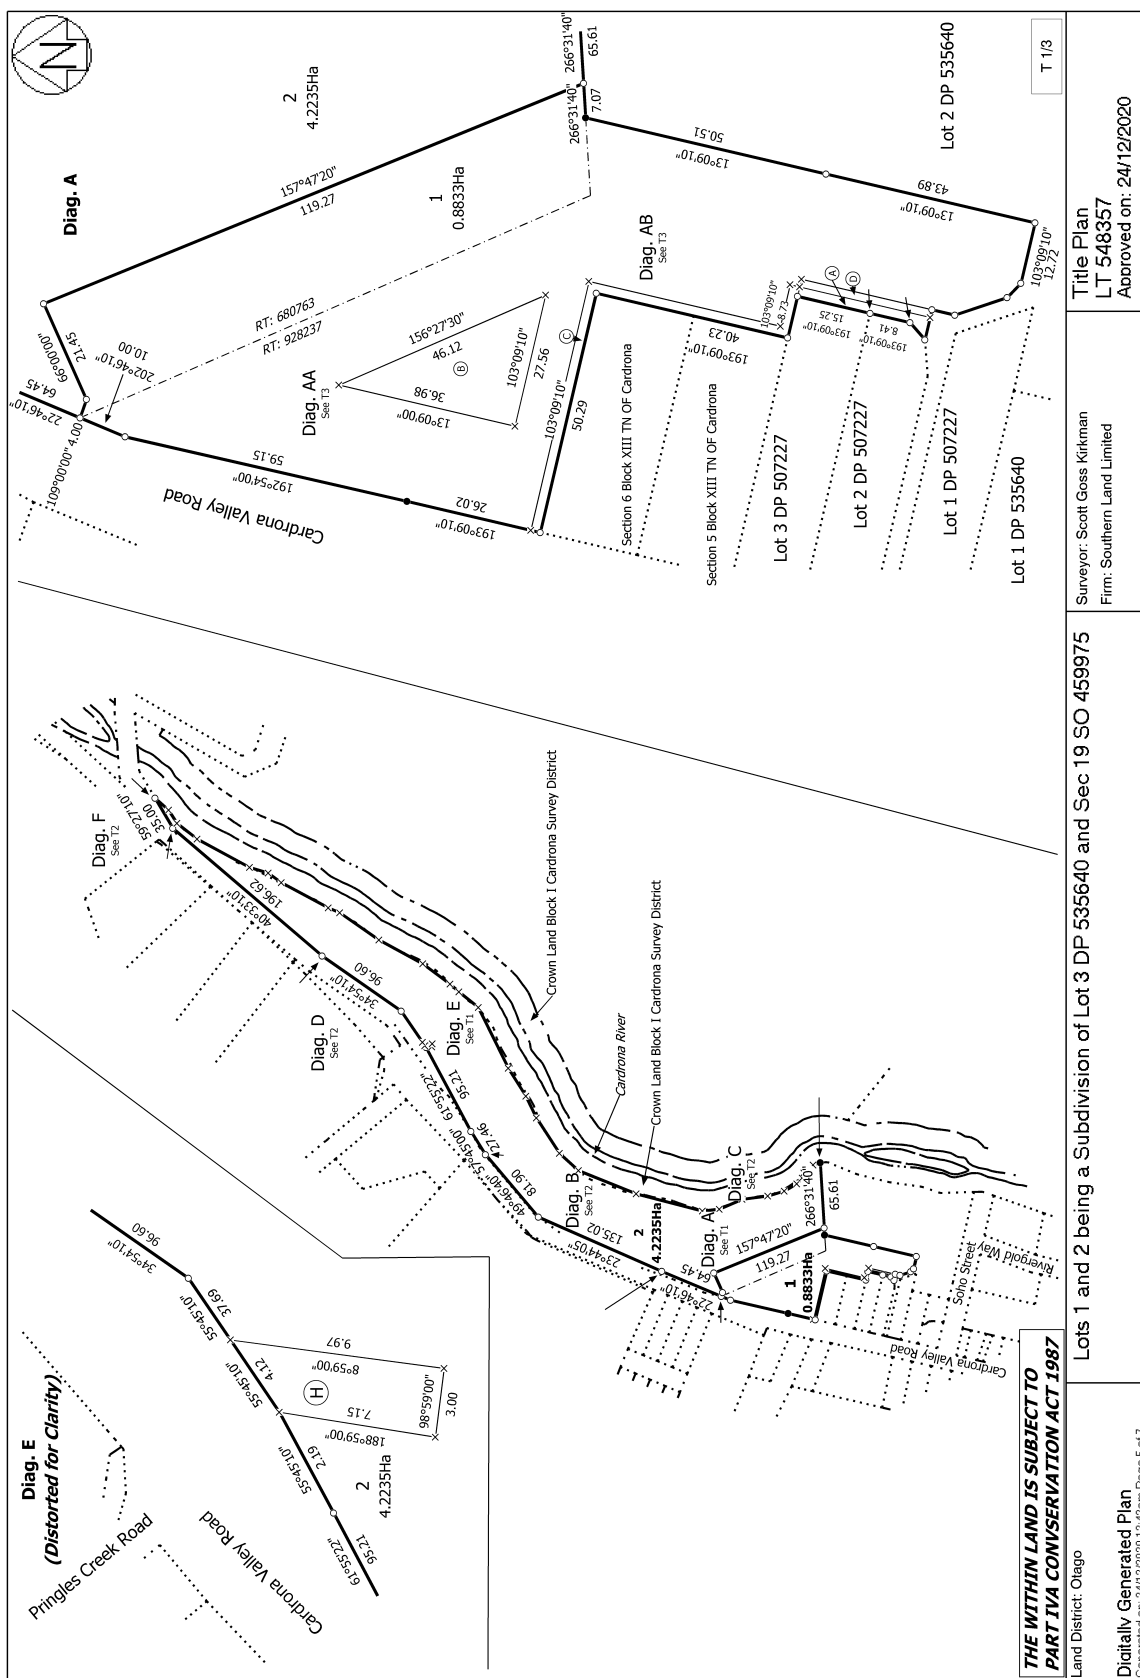 Diag. E
(Distorted for Clarity)
Pringles Creek Road
Cardrona Valley Road
34°54'10"
96.60
55°45'10"
37.69
55°45'10"
4.12
55°45'10"
2.19
61°55'22"
95.21
8°59'00"
9.97
188°59'00"
7.15
98°59'00"
3.00
H
2
4.2235Ha
Diag. F
See T2
59°27'10"
35.00
40°33'10"
196.62
Diag. D
See T2
34°54'10"
96.60
Diag. E
See T1
61°55'22"
95.21
57°45'00"
27.46
49°46'40"
81.90
Diag. B
See T2
23°44'05"
135.02
2
4.2235Ha
Diag. C
See T2
Diag. A
See T1
22°46'10"
64.45
157°47'20"
119.27
266°31'40"
65.61
1
0.8833Ha
Crown Land Block I Cardrona Survey District
Cardrona River
Crown Land Block I Cardrona Survey District
Cardrona Valley Road
Soho Street
Rivergold Way
THE WITHIN LAND IS SUBJECT TO
PART IVA CONVSERVATION ACT 1987
N
Diag. A
2
4.2235Ha
266°31'40"
65.61
266°31'40"
7.07
157°47'20"
119.27
1
0.8833Ha
RT: 680763
RT: 928237
66°00'00"
21.45
202°46'10"
10.00
22°46'10"
64.45
109°00'00" 4.00
192°54'00"
59.15
Cardrona Valley Road
193°09'10"
26.02
Diag. AA
See T3
156°27'30"
46.12
B
13°09'00"
36.98
103°09'10"
27.56
C
103°09'10"
50.29
Diag. AB
See T3
193°09'10"
40.23
103°09'10"
8.73
A
D
193°09'10"
15.25
193°09'10"
8.41
13°09'10"
50.51
13°09'10"
43.89
103°09'10"
12.72
Section 6 Block XIII TN OF Cardrona
Section 5 Block XIII TN OF Cardrona
Lot 3 DP 507227
Lot 2 DP 507227
Lot 1 DP 507227
Lot 1 DP 535640
Lot 2 DP 535640
T 1/3
Land District: Otago
Digitally Generated Plan
Lots 1 and 2 being a Subdivision of Lot 3 DP 535640 and Sec 19 SO 459975
Surveyor: Scott Goss Kirkman
Firm: Southern Land Limited
Title Plan
LT 548357
Approved on: 24/12/2020